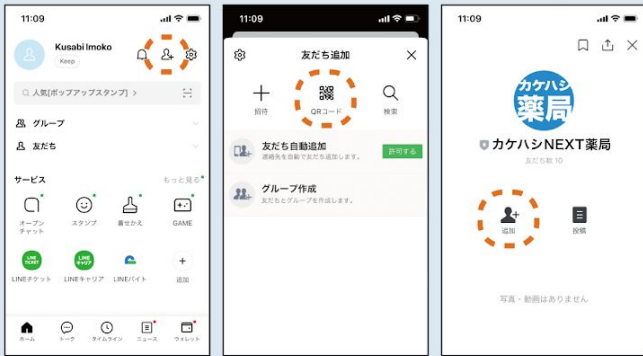 11:09
Kusabi Imoko
Keep
人気[ポップアップスタンプ] >
グループ
友だち
サービス
もっと見る
オープン
チャット
スタンプ
着せかえ
GAME
LINE
TICKET
LINE
キャリア
LINEチケット
LINEキャリア
LINEバイト
追加
ホーム
トーク
タイムライン
ニュース
ウォレット
11:09
友だち追加
招待
QRコード
検索
友だち自動追加
連絡先を自動で友だち追加します。
許可する
グループ作成
友だちとグループを作成します。
11:09
カケハシ
薬局
カケハシNEXT薬局
友だち数 10
追加
投稿
写真・動画はありません